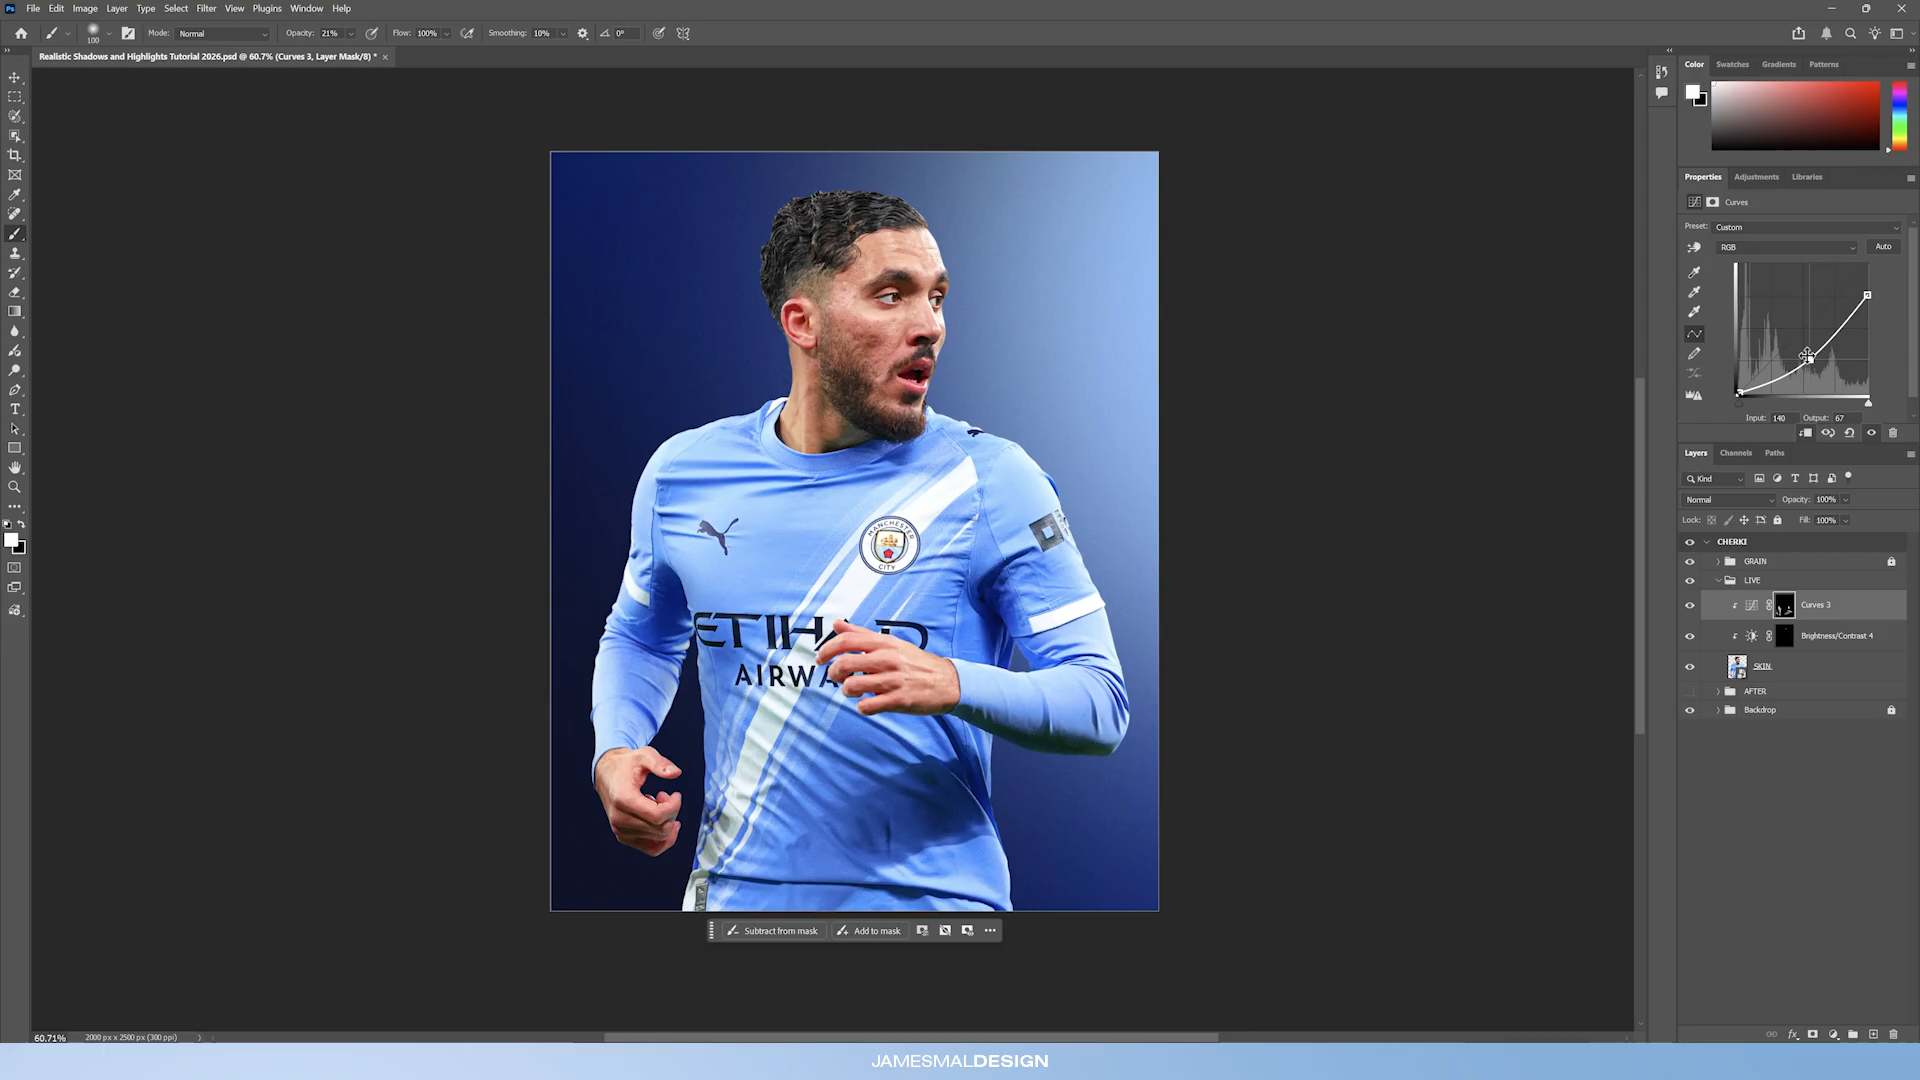 File Edit Image Layer Type Select Filter View Plugins Window Help
100 Mode: Normal Opacity: 21% Flow: 100% Smoothing: 10% 0°
Realistic Shadows and Highlights Tutorial 2026.psd @ 60.7% (Curves 3, Layer Mask/8) * ×
Color Swatches Gradients Patterns
Properties Adjustments Libraries
Curves
Preset: Custom
RGB Auto
Input: 140 Output: 67
Layers Channels Paths
Kind
Normal Opacity: 100%
Lock: Fill: 100%
CHERKI
GRAIN
LIVE
Curves 3
Brightness/Contrast 4
SKIN
AFTER
Backdrop
MANCHESTER
CITY
ETIHAD
AIRWA
Subtract from mask Add to mask
60.71% 2000 px x 2500 px (300 ppi)
JAMESMALDESIGN